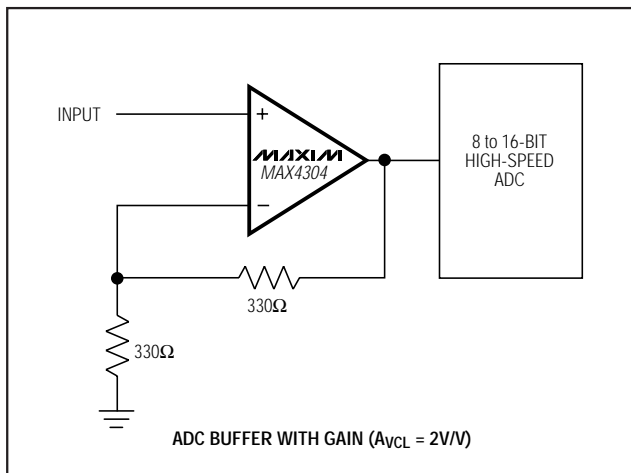 INPUT
+
MAXIM
MAX4304
−
8 to 16-BIT
HIGH-SPEED
ADC
330Ω
330Ω
ADC BUFFER WITH GAIN (AVCL = 2V/V)